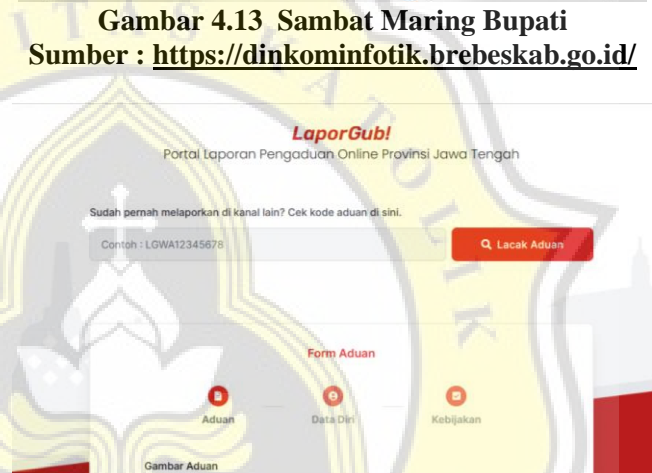 Gambar 4.13 Sambat Maring Bupati
Sumber : https://dinkominfotik.brebeskab.go.id/
ITAS KATOLIK
LaporGub!
Portal Laporan Pengaduan Online Provinsi Jawa Tengah
Sudah pernah melaporkan di kanal lain? Cek kode aduan di sini.
Contoh : LGWA12345678
Lacak Aduan
Form Aduan
Aduan
Data Diri
Kebijakan
Gambar Aduan